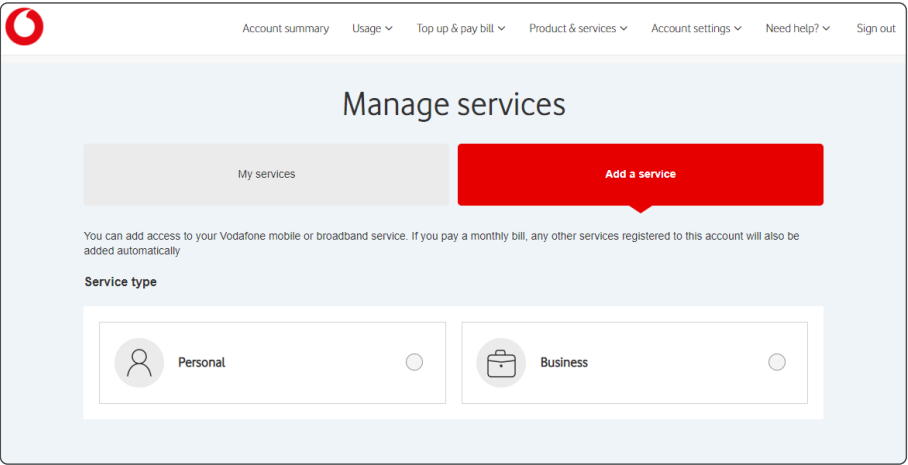 Account summary Usage Top up & pay bill Product & services Account settings Need help? Sign out
Manage services
My services Add a service
You can add access to your Vodafone mobile or broadband service. If you pay a monthly bill, any other services registered to this account will also be
added automatically
Service type
Personal Business